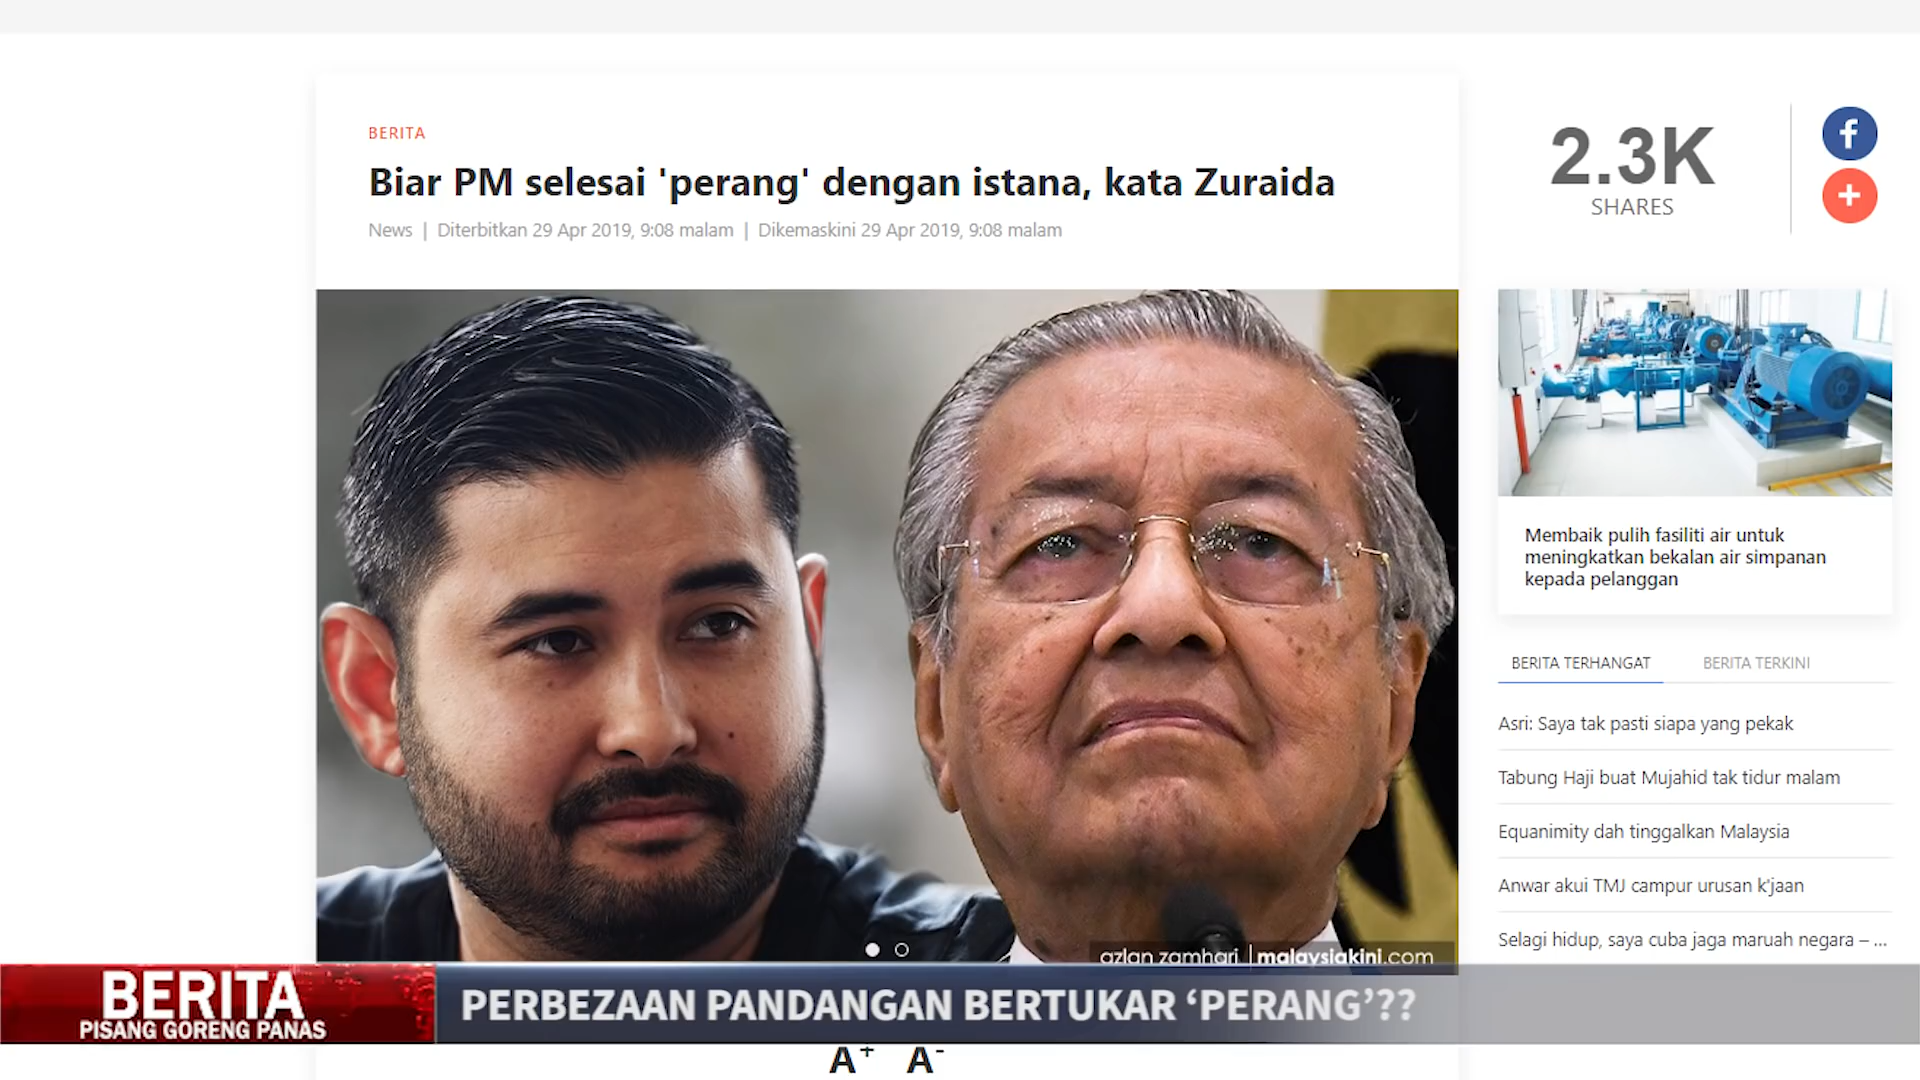 BERITA
Biar PM selesai 'perang' dengan istana, kata Zuraida
News | Diterbitkan 29 Apr 2019, 9:08 malam | Dikemaskini 29 Apr 2019, 9:08 malam
2.3K
SHARES
f
+
Membaik pulih fasiliti air untuk
meningkatkan bekalan air simpanan
kepada pelanggan
BERITA TERHANGAT BERITA TERKINI
Asri: Saya tak pasti siapa yang pekak
Tabung Haji buat Mujahid tak tidur malam
Equanimity dah tinggalkan Malaysia
Anwar akui TMJ campur urusan k'jaan
Selagi hidup, saya cuba jaga maruah negara – ...
azlan zamhari | malaysiakini.com
BERITA
PISANG GORENG PANAS
PERBEZAAN PANDANGAN BERTUKAR ‘PERANG’??
A+ A-